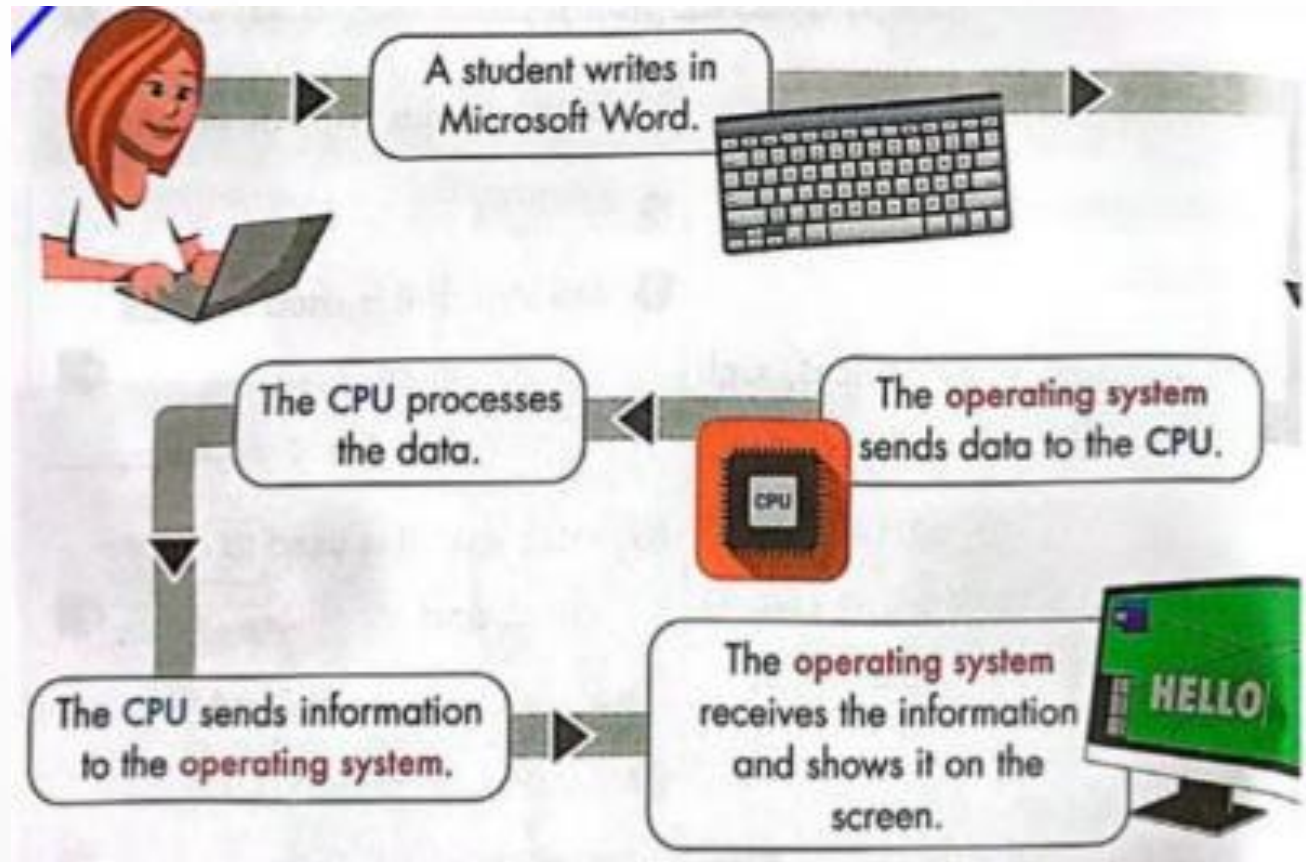 A student writes in
Microsoft Word.
The operating system
sends data to the CPU.
CPU
The CPU processes
the data.
The CPU sends information
to the operating system.
The operating system
receives the information
and shows it on the
screen.
HELLO